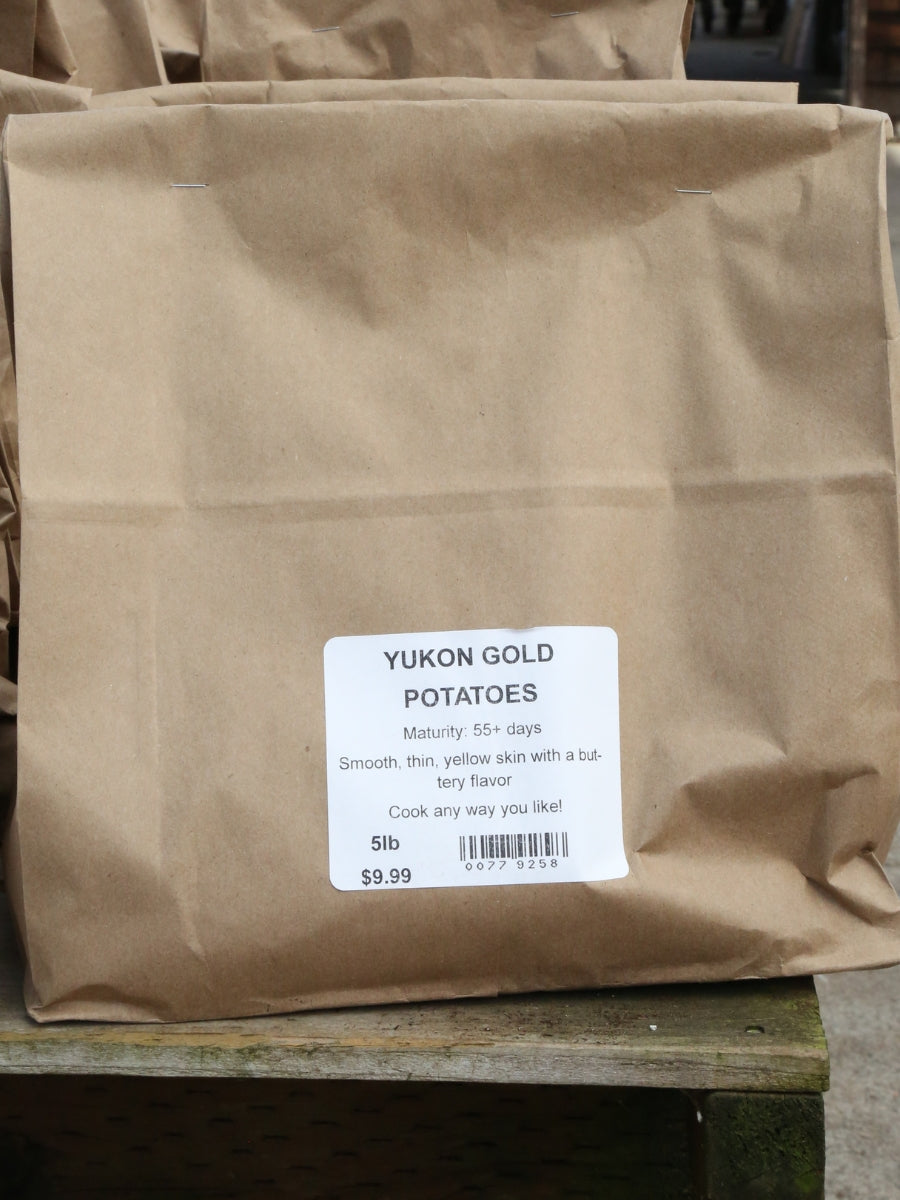 YUKON GOLD
POTATOES
Maturity: 55+ days
Smooth, thin, yellow skin with a but-
tery flavor
Cook any way you like!
5lb
0077 9258
$9.99